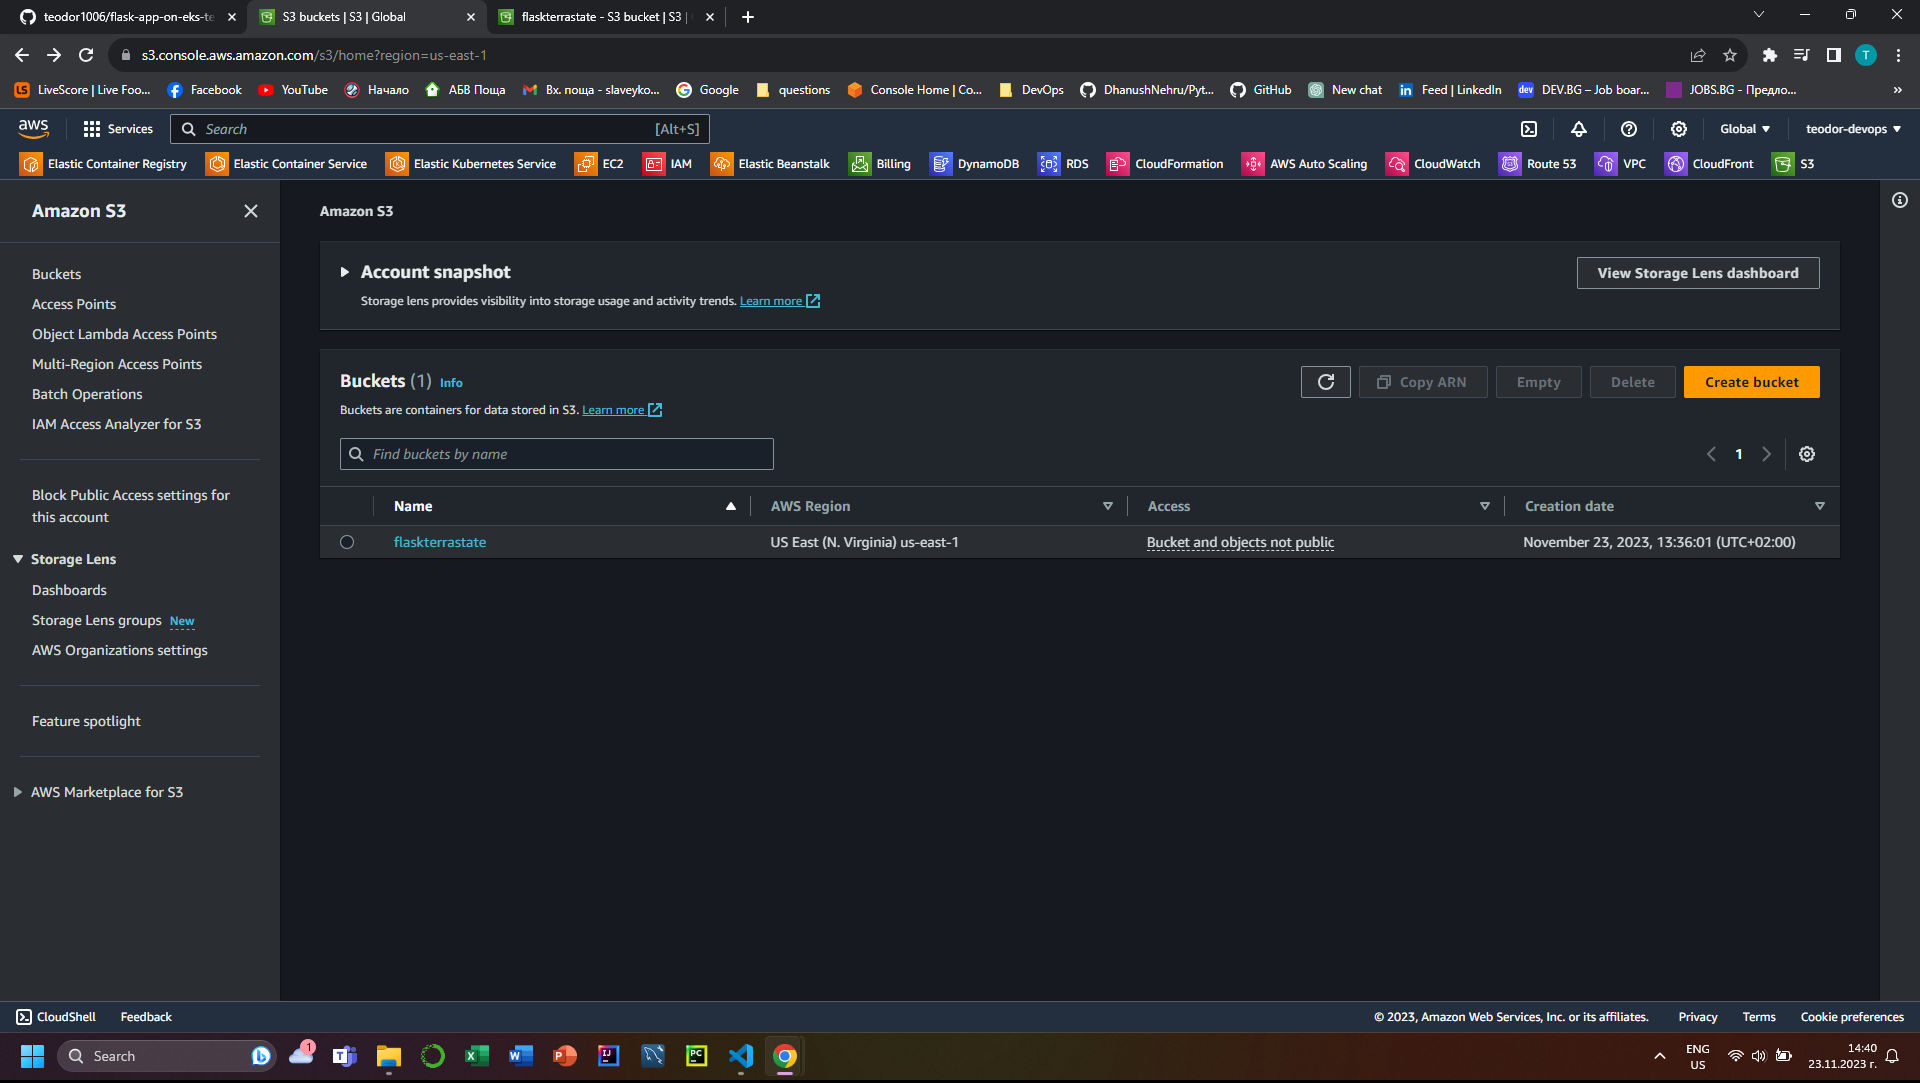 teodor1006/flask-app-on-eks-te
S3 buckets | S3 | Global
flaskterrastate - S3 bucket | S3 |
s3.console.aws.amazon.com/s3/home?region=us-east-1
LiveScore | Live Foo...
Facebook
YouTube
Начало
АБВ Поща
Вх. поща - slaveyko...
Google
questions
Console Home | Co...
DevOps
DhanushNehru/Pyt...
GitHub
New chat
Feed | LinkedIn
DEV.BG – Job boar...
JOBS.BG - Предло...
»
aws
Services
Search
[Alt+S]
Global
teodor-devops
Elastic Container Registry
Elastic Container Service
Elastic Kubernetes Service
EC2
IAM
Elastic Beanstalk
Billing
DynamoDB
RDS
CloudFormation
AWS Auto Scaling
CloudWatch
Route 53
VPC
CloudFront
S3
Amazon S3
Buckets
Access Points
Object Lambda Access Points
Multi-Region Access Points
Batch Operations
IAM Access Analyzer for S3
Block Public Access settings for
this account
Storage Lens
Dashboards
Storage Lens groups New
AWS Organizations settings
Feature spotlight
AWS Marketplace for S3
Amazon S3
Account snapshot
Storage lens provides visibility into storage usage and activity trends. Learn more
View Storage Lens dashboard
Buckets (1) Info
Buckets are containers for data stored in S3. Learn more
Copy ARN
Empty
Delete
Create bucket
Find buckets by name
1
Name
AWS Region
Access
Creation date
flaskterrastate
US East (N. Virginia) us-east-1
Bucket and objects not public
November 23, 2023, 13:36:01 (UTC+02:00)
CloudShell
Feedback
© 2023, Amazon Web Services, Inc. or its affiliates.
Privacy
Terms
Cookie preferences
Search
1
ENG
US
14:40
23.11.2023 г.